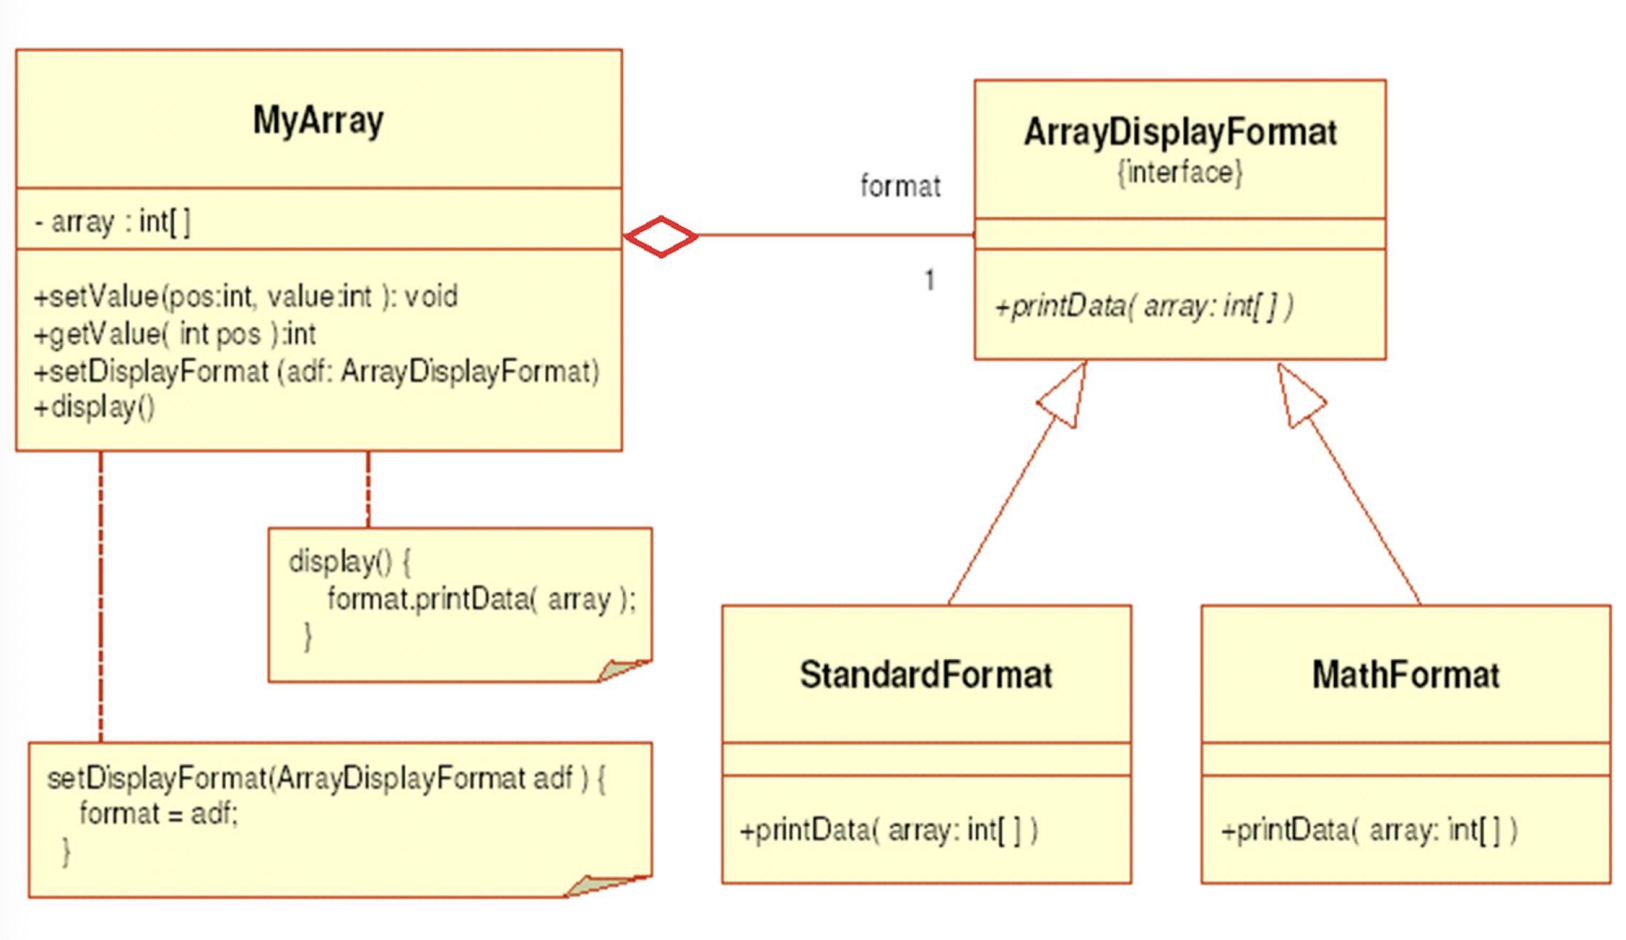 MyArray
- array : int[ ]
+setValue(pos:int, value:int ): void
+getValue( int pos ):int
+setDisplayFormat (adf: ArrayDisplayFormat)
+display()
format
1
ArrayDisplayFormat
{interface}
+printData( array: int[ ] )
display() {
format.printData( array );
}
setDisplayFormat(ArrayDisplayFormat adf ) {
format = adf;
}
StandardFormat
+printData( array: int[ ] )
MathFormat
+printData( array: int[ ] )